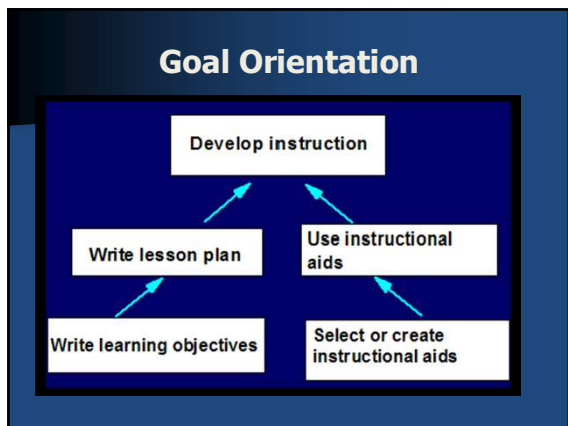 Goal Orientation
Develop instruction
Write lesson plan
Use instructional
aids
Write learning objectives
Select or create
instructional aids